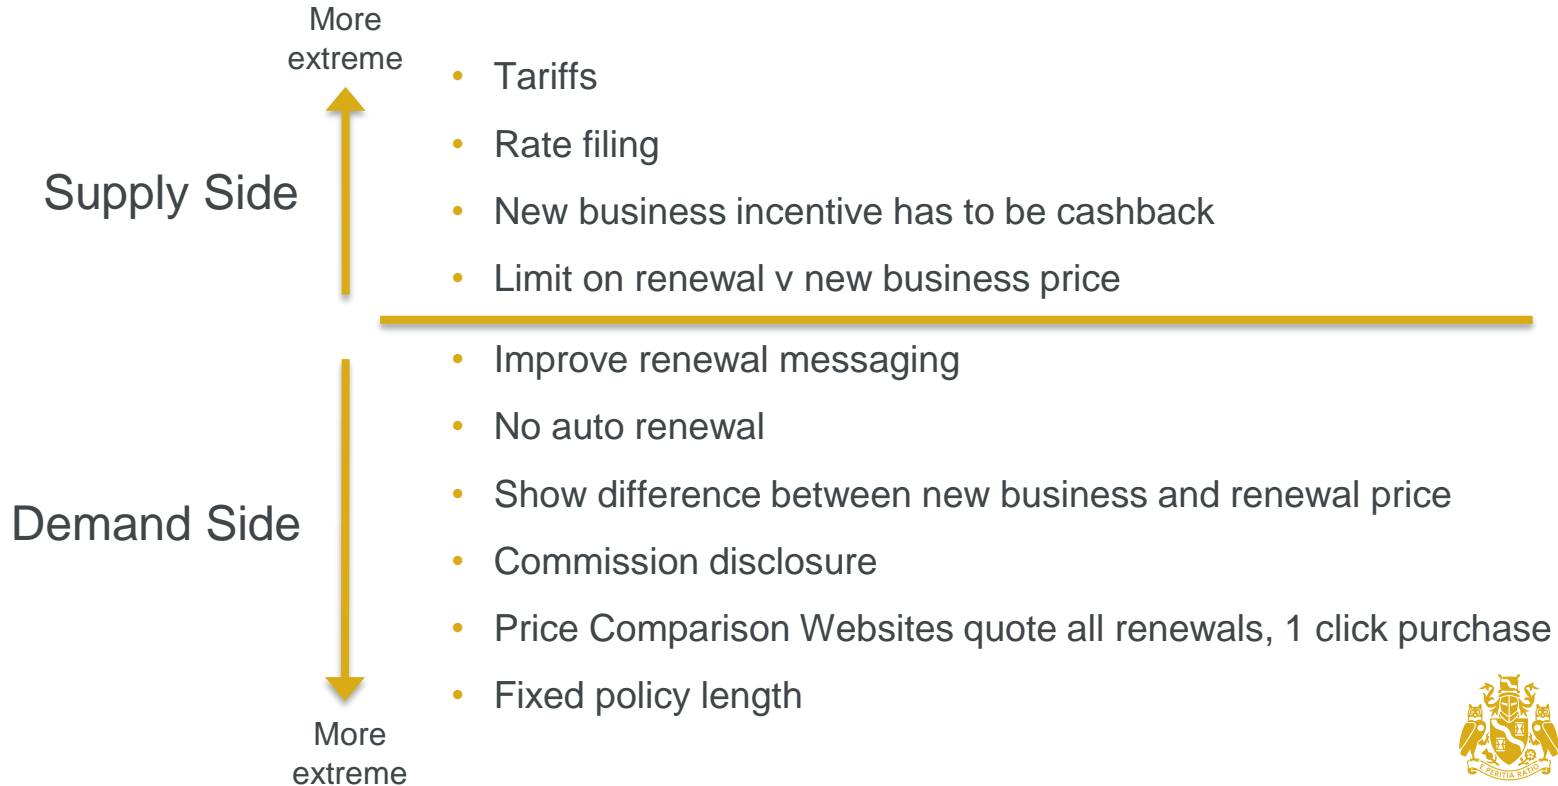 More
extreme
• Tariffs
• Rate filing
Supply Side
• New business incentive has to be cashback
• Limit on renewal v new business price
• Improve renewal messaging
• No auto renewal
• Show difference between new business and renewal price
Demand Side
• Commission disclosure
• Price Comparison Websites quote all renewals, 1 click purchase
• Fixed policy length
More
extreme
E PERITIA RATIO